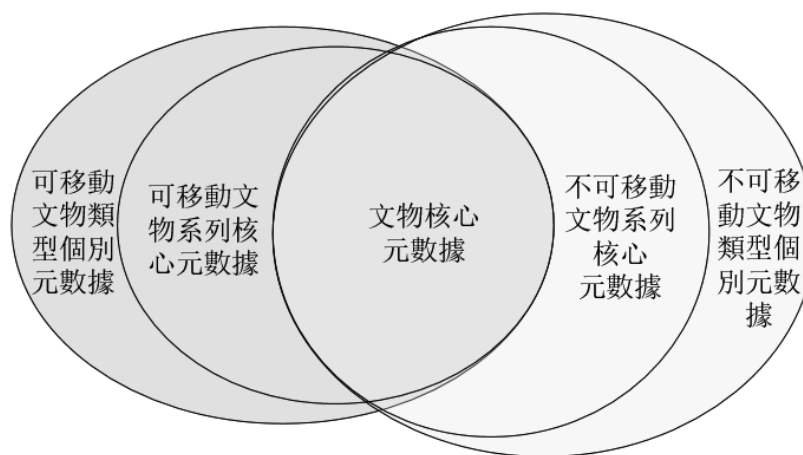 可移動
文物類
型個別
元數據
可移動文
物系列核
心元數據
文物核心
元數據
不可移動
文物系列
核心
元數據
不可移
動文物
類型個
別元數
據